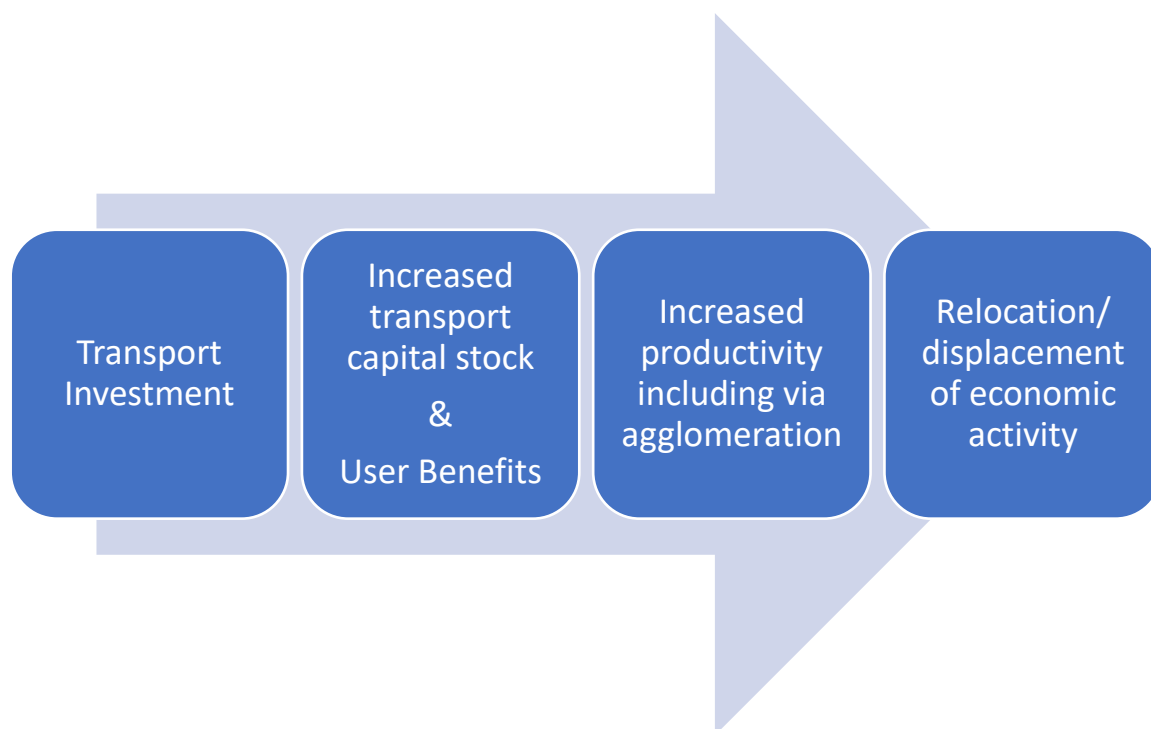 Transport
Investment
Increased
transport
capital stock
&
User Benefits
Increased
productivity
including via
agglomeration
Relocation/
displacement
of economic
activity